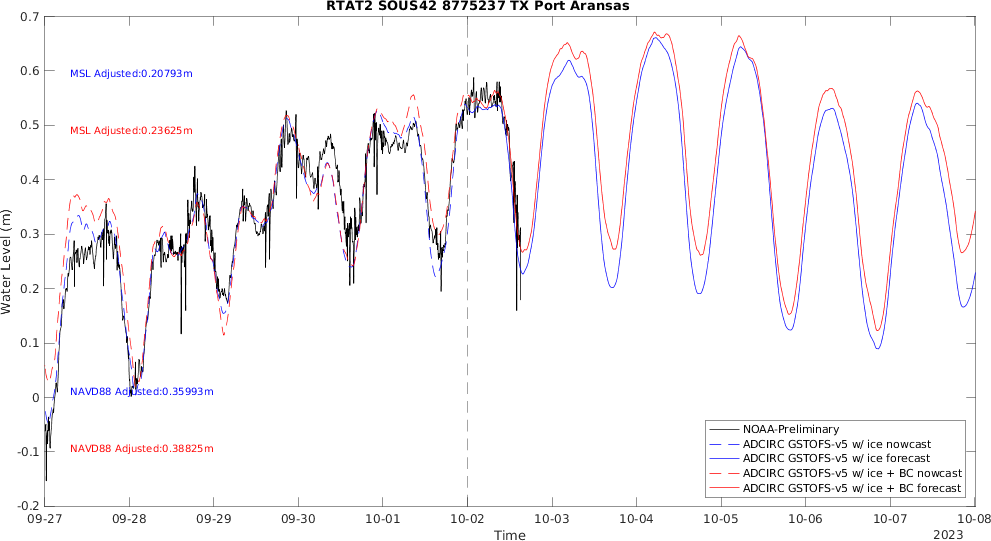 RTAT2 SOUS42 8775237 TX Port Aransas
0.7
0.6
0.5
0.4
0.3
0.2
0.1
0
-0.1
-0.2
Water Level (m)
MSL Adjusted:0.20793m
MSL Adjusted:0.23625m
NAVD88 Adjusted:0.35993m
NAVD88 Adjusted:0.38825m
NOAA-Preliminary
ADCIRC GSTOFS-v5 w/ ice nowcast
ADCIRC GSTOFS-v5 w/ ice forecast
ADCIRC GSTOFS-v5 w/ ice + BC nowcast
ADCIRC GSTOFS-v5 w/ ice + BC forecast
09-27 09-28 09-29 09-30 10-01 10-02 10-03 10-04 10-05 10-06 10-07 10-08
Time
2023